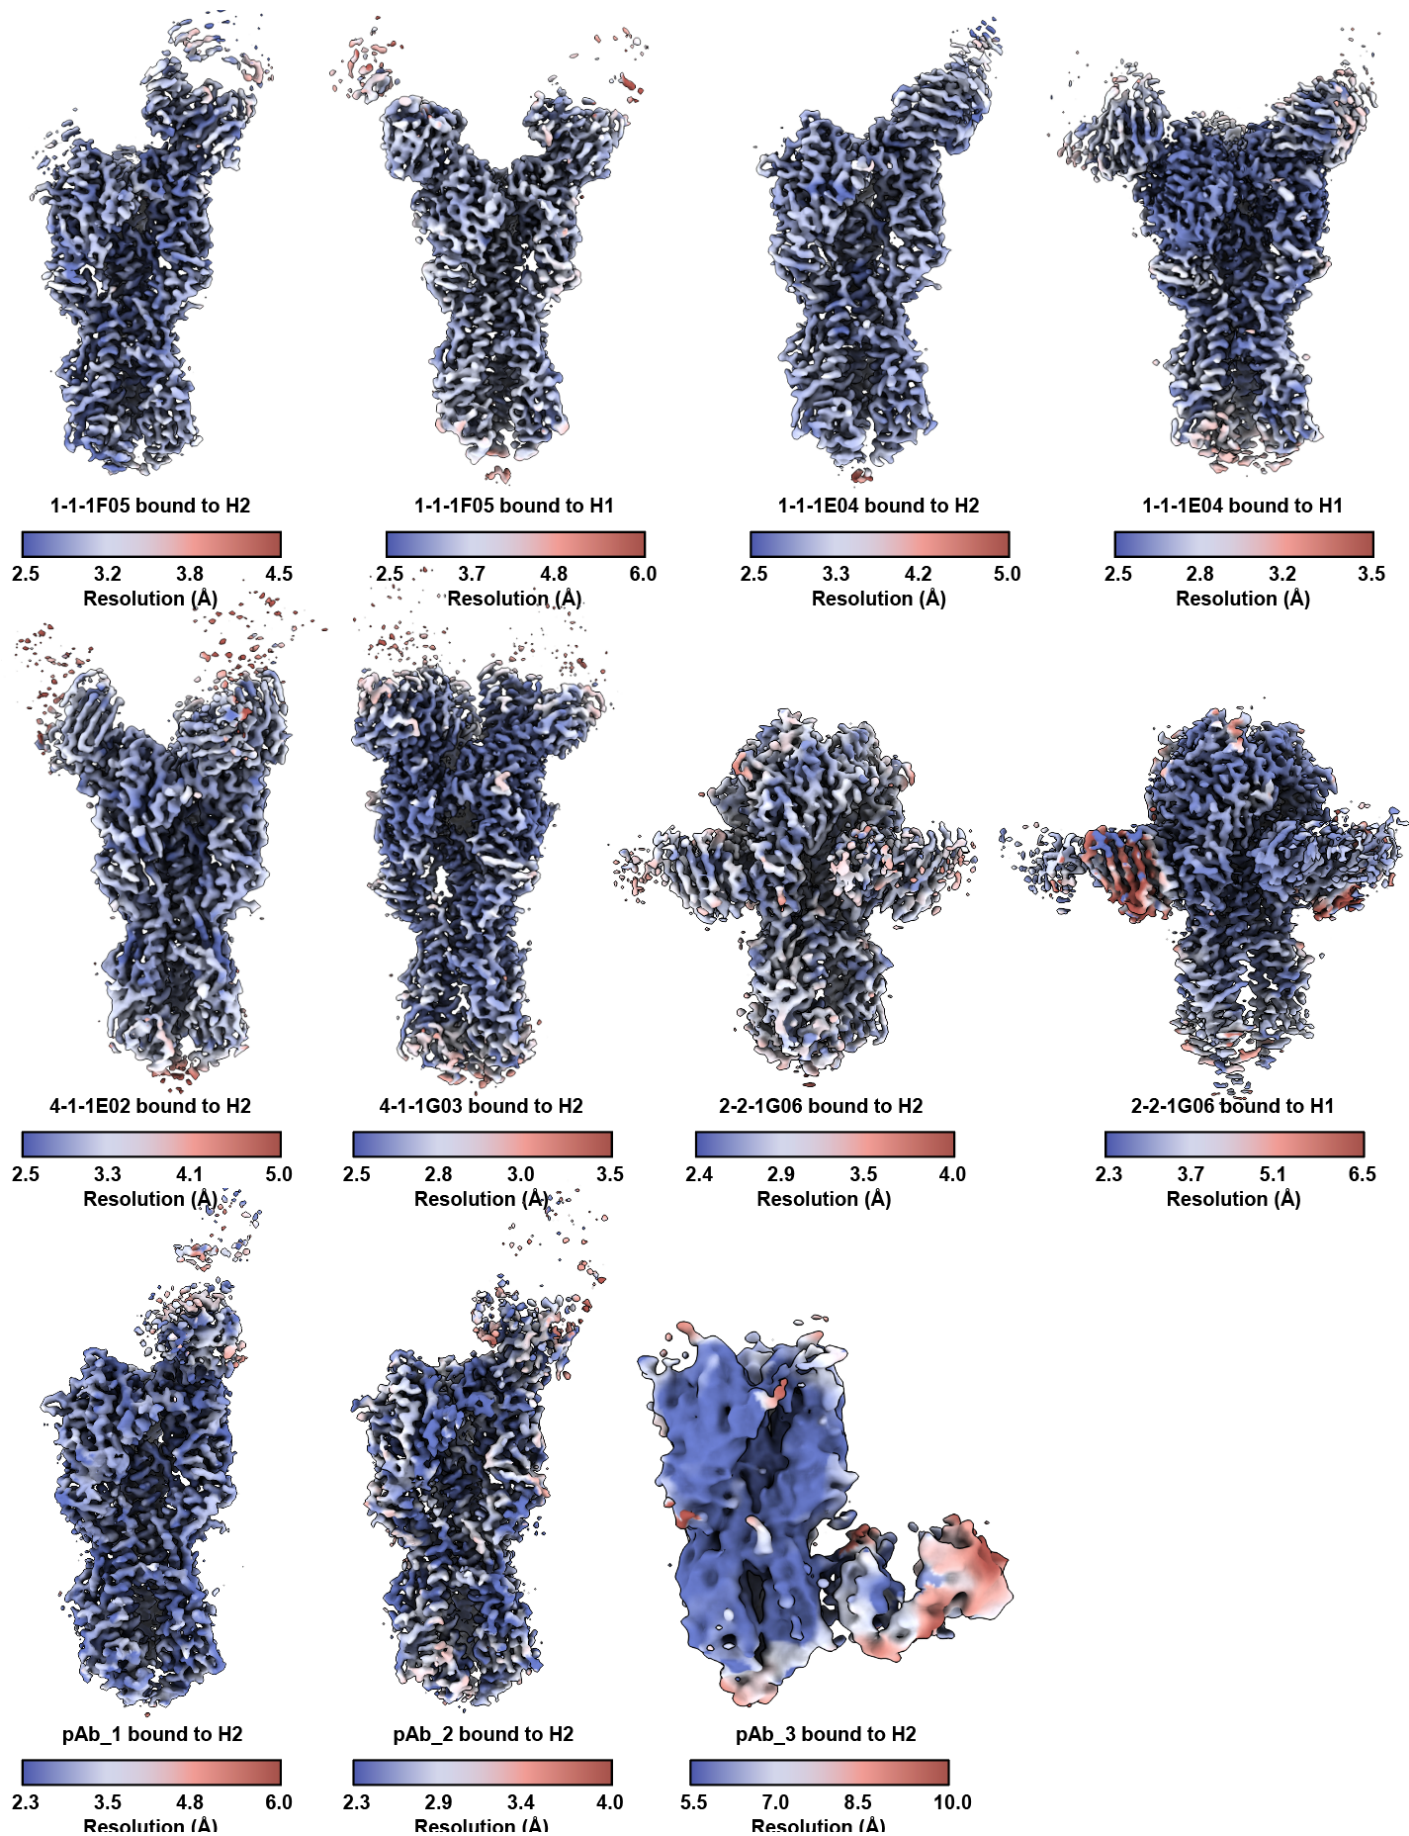 1-1-1F05 bound to H2
1-1-1F05 bound to H1
1-1-1E04 bound to H2
1-1-1E04 bound to H1
2.5 3.2 3.8 4.5
2.5 3.7 4.8 6.0
2.5 3.3 4.2 5.0
2.5 2.8 3.2 3.5
Resolution (Å)
Resolution (Å)
Resolution (Å)
Resolution (Å)
4-1-1E02 bound to H2
4-1-1G03 bound to H2
2-2-1G06 bound to H2
2-2-1G06 bound to H1
2.5 3.3 4.1 5.0
2.5 2.8 3.0 3.5
2.4 2.9 3.5 4.0
2.3 3.7 5.1 6.5
Resolution (Å)
Resolution (Å)
Resolution (Å)
Resolution (Å)
pAb_1 bound to H2
pAb_2 bound to H2
pAb_3 bound to H2
2.3 3.5 4.8 6.0
2.3 2.9 3.4 4.0
5.5 7.0 8.5 10.0
Resolution (Å)
Resolution (Å)
Resolution (Å)